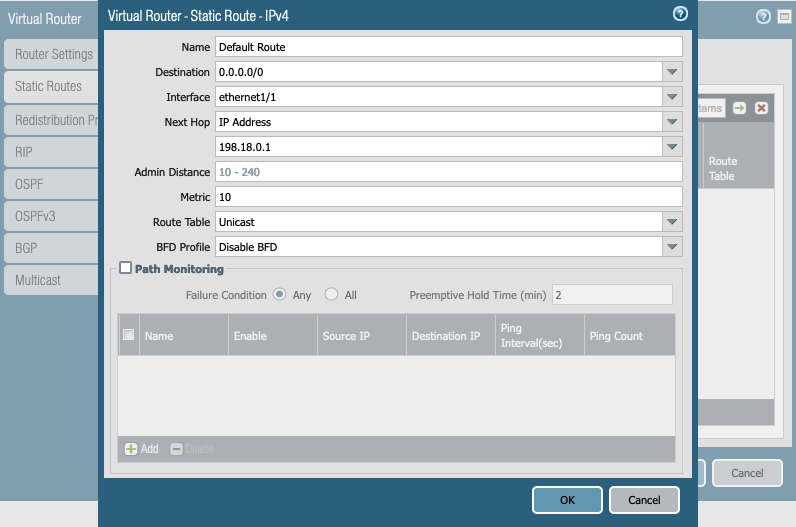 Virtual Router
Router Settings
Static Routes
Redistribution Pr
RIP
OSPF
OSPFv3
BGP
Multicast
Virtual Router - Static Route - IPv4
Name Default Route
Destination 0.0.0.0/0
Interface ethernet1/1
Next Hop IP Address
198.18.0.1
Admin Distance 10 - 240
Metric 10
Route Table Unicast
BFD Profile Disable BFD
Path Monitoring
Failure Condition Any All Preemptive Hold Time (min) 2
Name Enable Source IP Destination IP Ping Interval(sec) Ping Count
Add Delete
OK Cancel
tems
Route
Table
Cancel